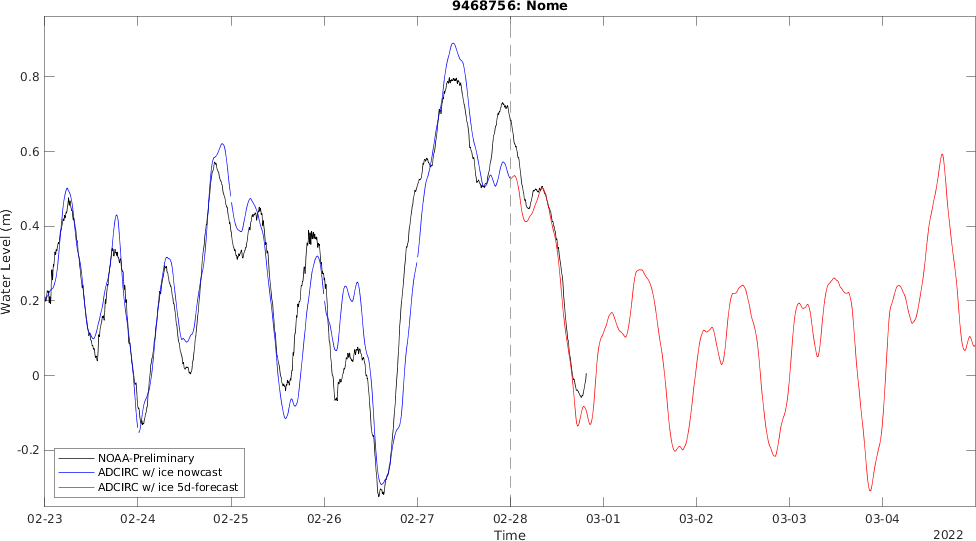 9468756: Nome
Water Level (m)
0.8
0.6
0.4
0.2
0
-0.2
NOAA-Preliminary
ADCIRC w/ ice nowcast
ADCIRC w/ ice 5d-forecast
02-23 02-24 02-25 02-26 02-27 02-28 03-01 03-02 03-03 03-04
Time
2022